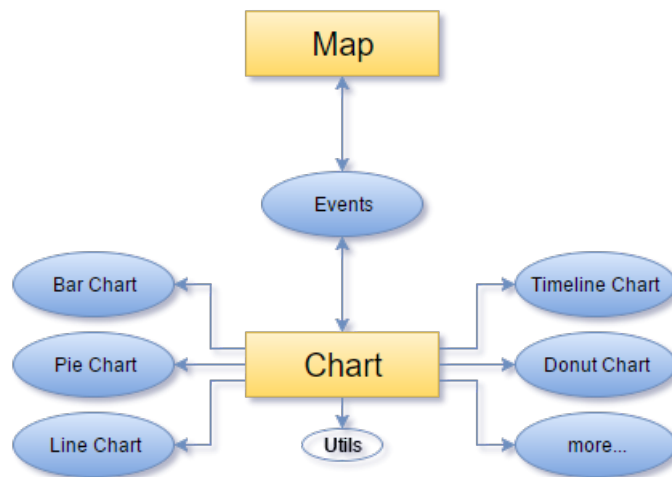 Map
Events
Bar Chart
Timeline Chart
Pie Chart
Chart
Donut Chart
Line Chart
Utils
more...